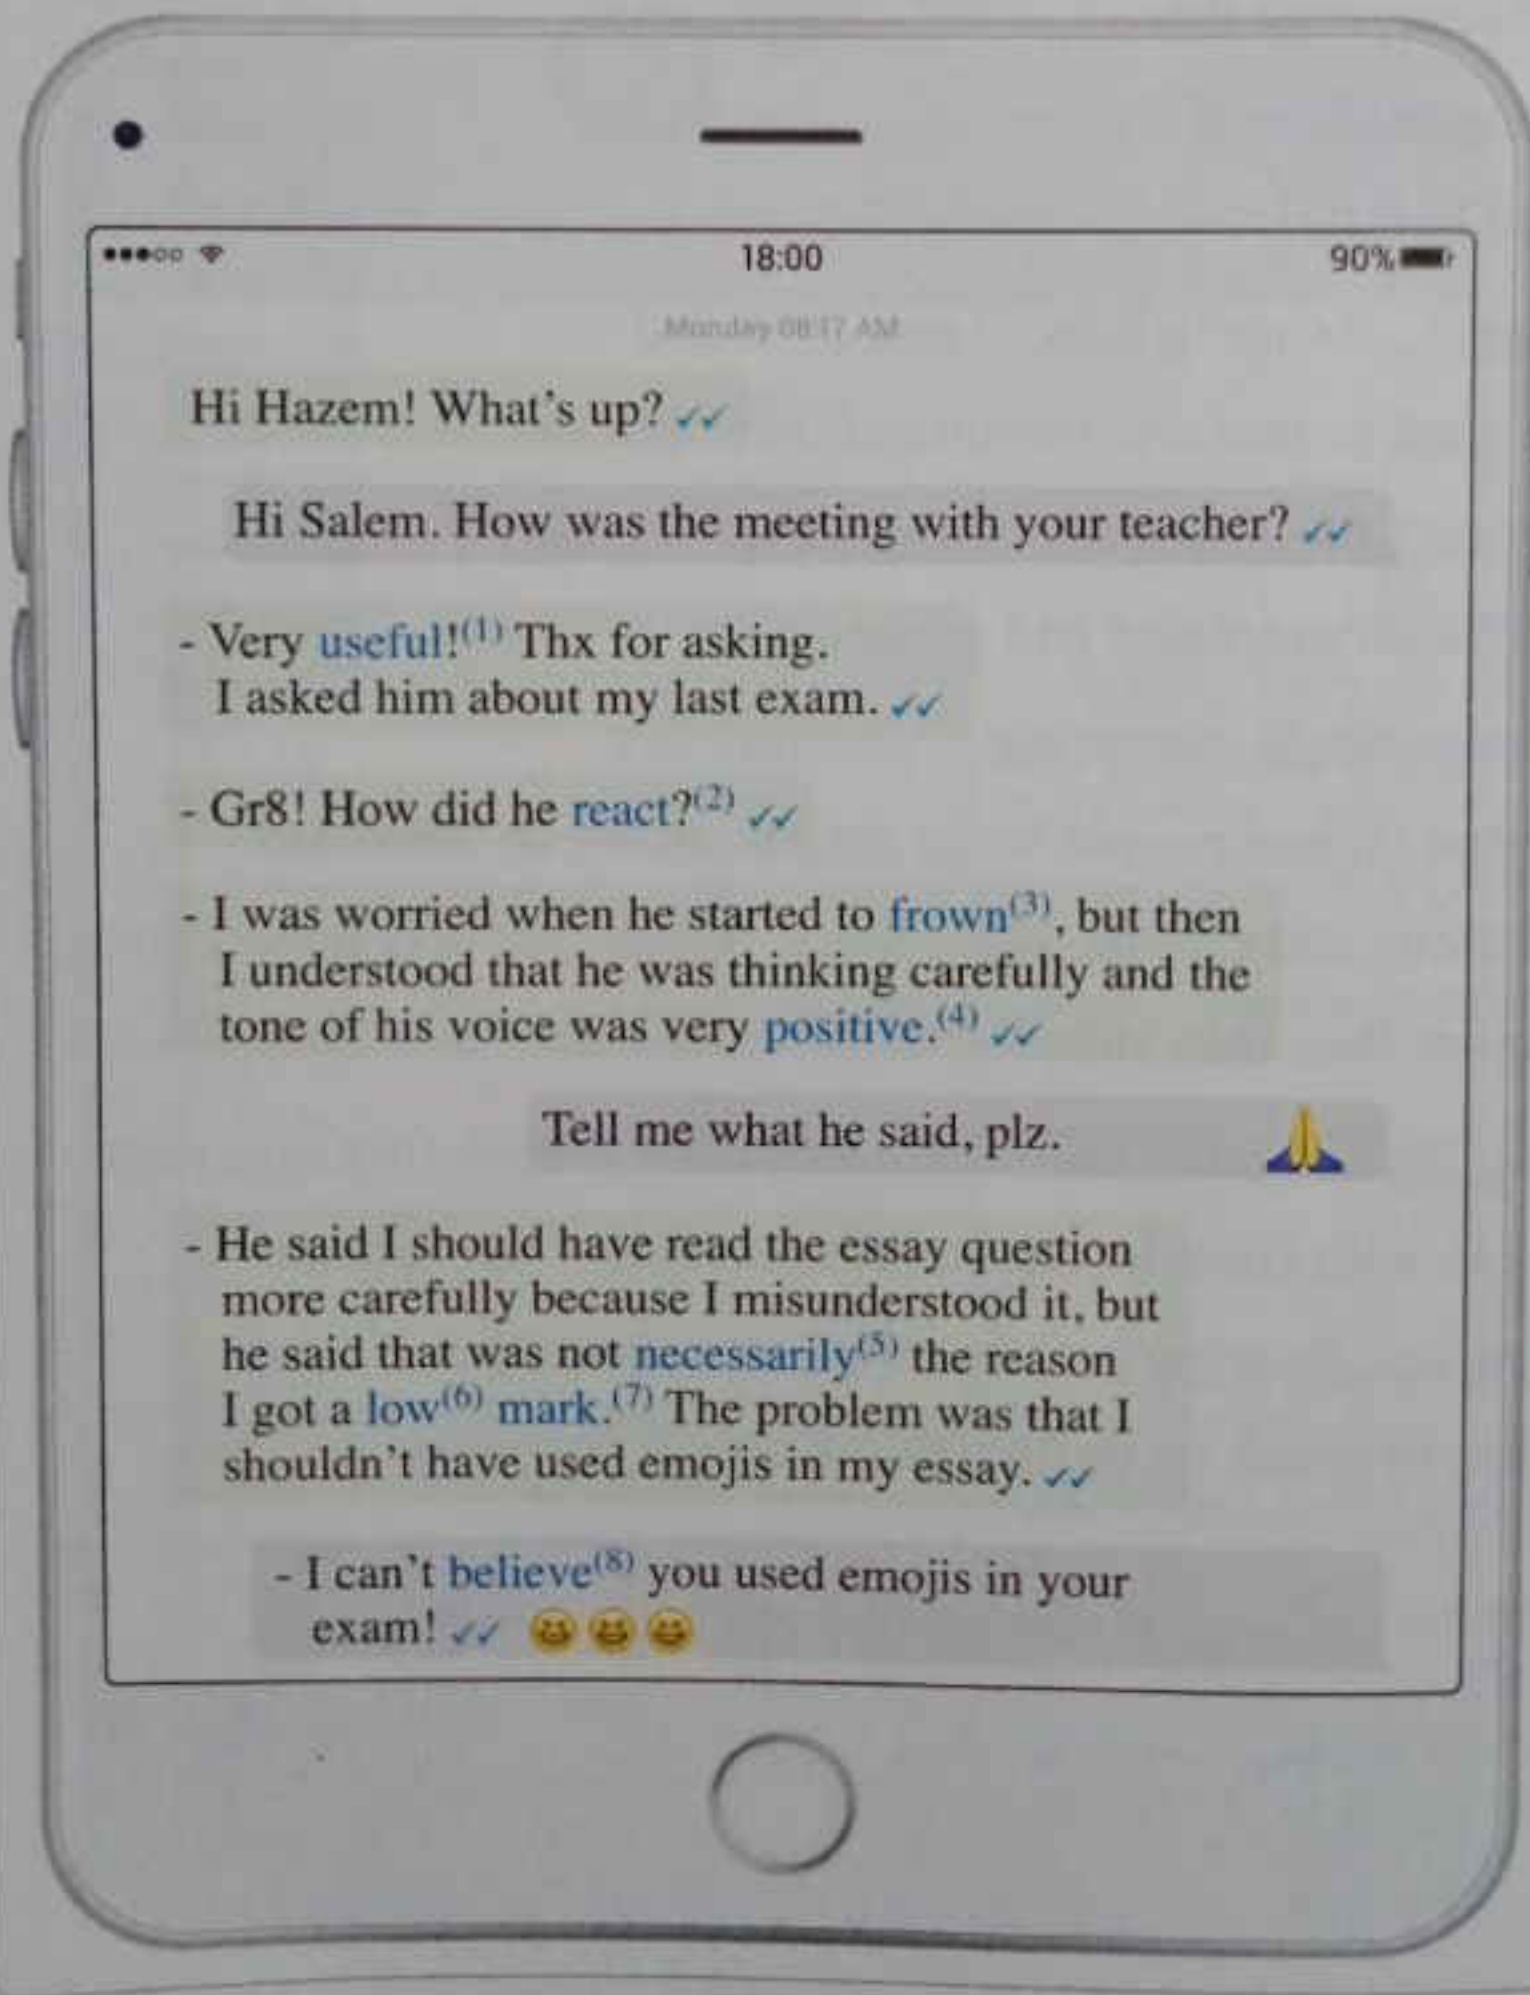 18:00
90%
Monday 08:17 AM
Hi Hazem! What's up? ✓✓
Hi Salem. How was the meeting with your teacher? ✓✓
- Very useful!(1) Thx for asking.
I asked him about my last exam. ✓✓
- Gr8! How did he react?(2) ✓✓
- I was worried when he started to frown(3), but then
I understood that he was thinking carefully and the
tone of his voice was very positive.(4) ✓✓
Tell me what he said, plz. 🙏
- He said I should have read the essay question
more carefully because I misunderstood it, but
he said that was not necessarily(5) the reason
I got a low(6) mark.(7) The problem was that I
shouldn't have used emojis in my essay. ✓✓
- I can't believe(8) you used emojis in your
exam! ✓✓ 😄😄😄